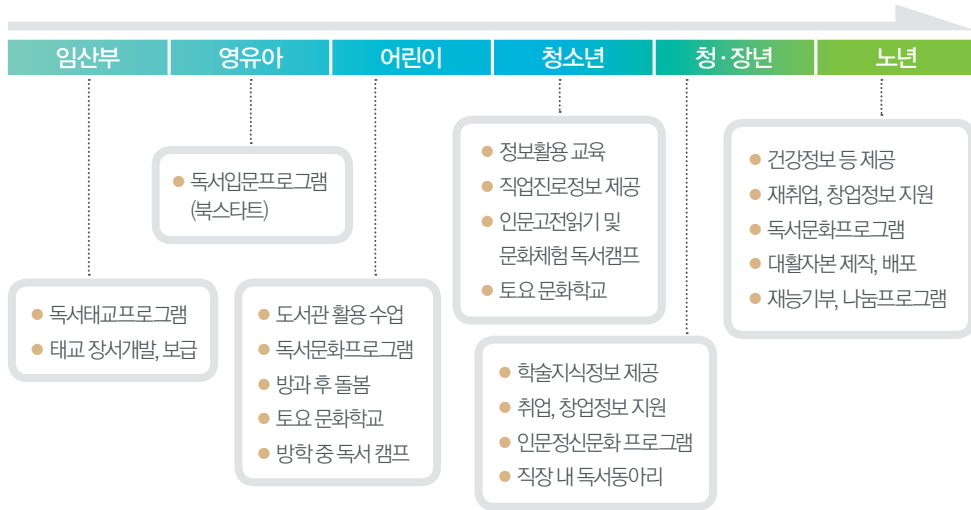 임산부
영유아
어린이
청소년
청·장년
노년
독서태교프로그램
태교 장서개발, 보급
독서입문프로그램
(북스타트)
도서관 활용 수업
독서문화프로그램
방과 후 돌봄
토요 문화학교
방학 중 독서 캠프
정보활용 교육
직업진로정보 제공
인문고전읽기 및
문화체험 독서캠프
토요 문화학교
학술지식정보 제공
취업, 창업정보 지원
인문정신문화 프로그램
직장 내 독서동아리
건강정보 등 제공
재취업, 창업정보 지원
독서문화프로그램
대활자본 제작, 배포
재능기부, 나눔프로그램